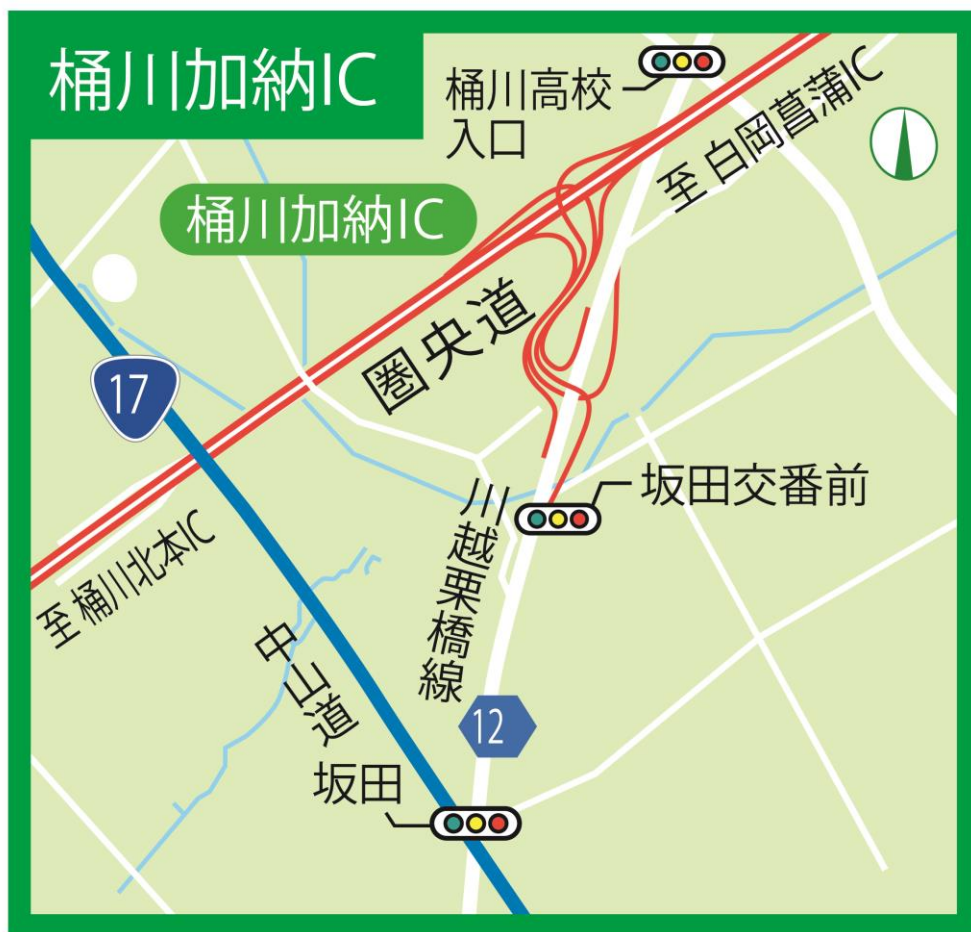 桶川加納IC
桶川高校
入口
至 白岡菖蒲IC
桶川加納IC
圏央道
17
坂田交番前
川越栗橋線
至 桶川北本IC
中山道
12
坂田